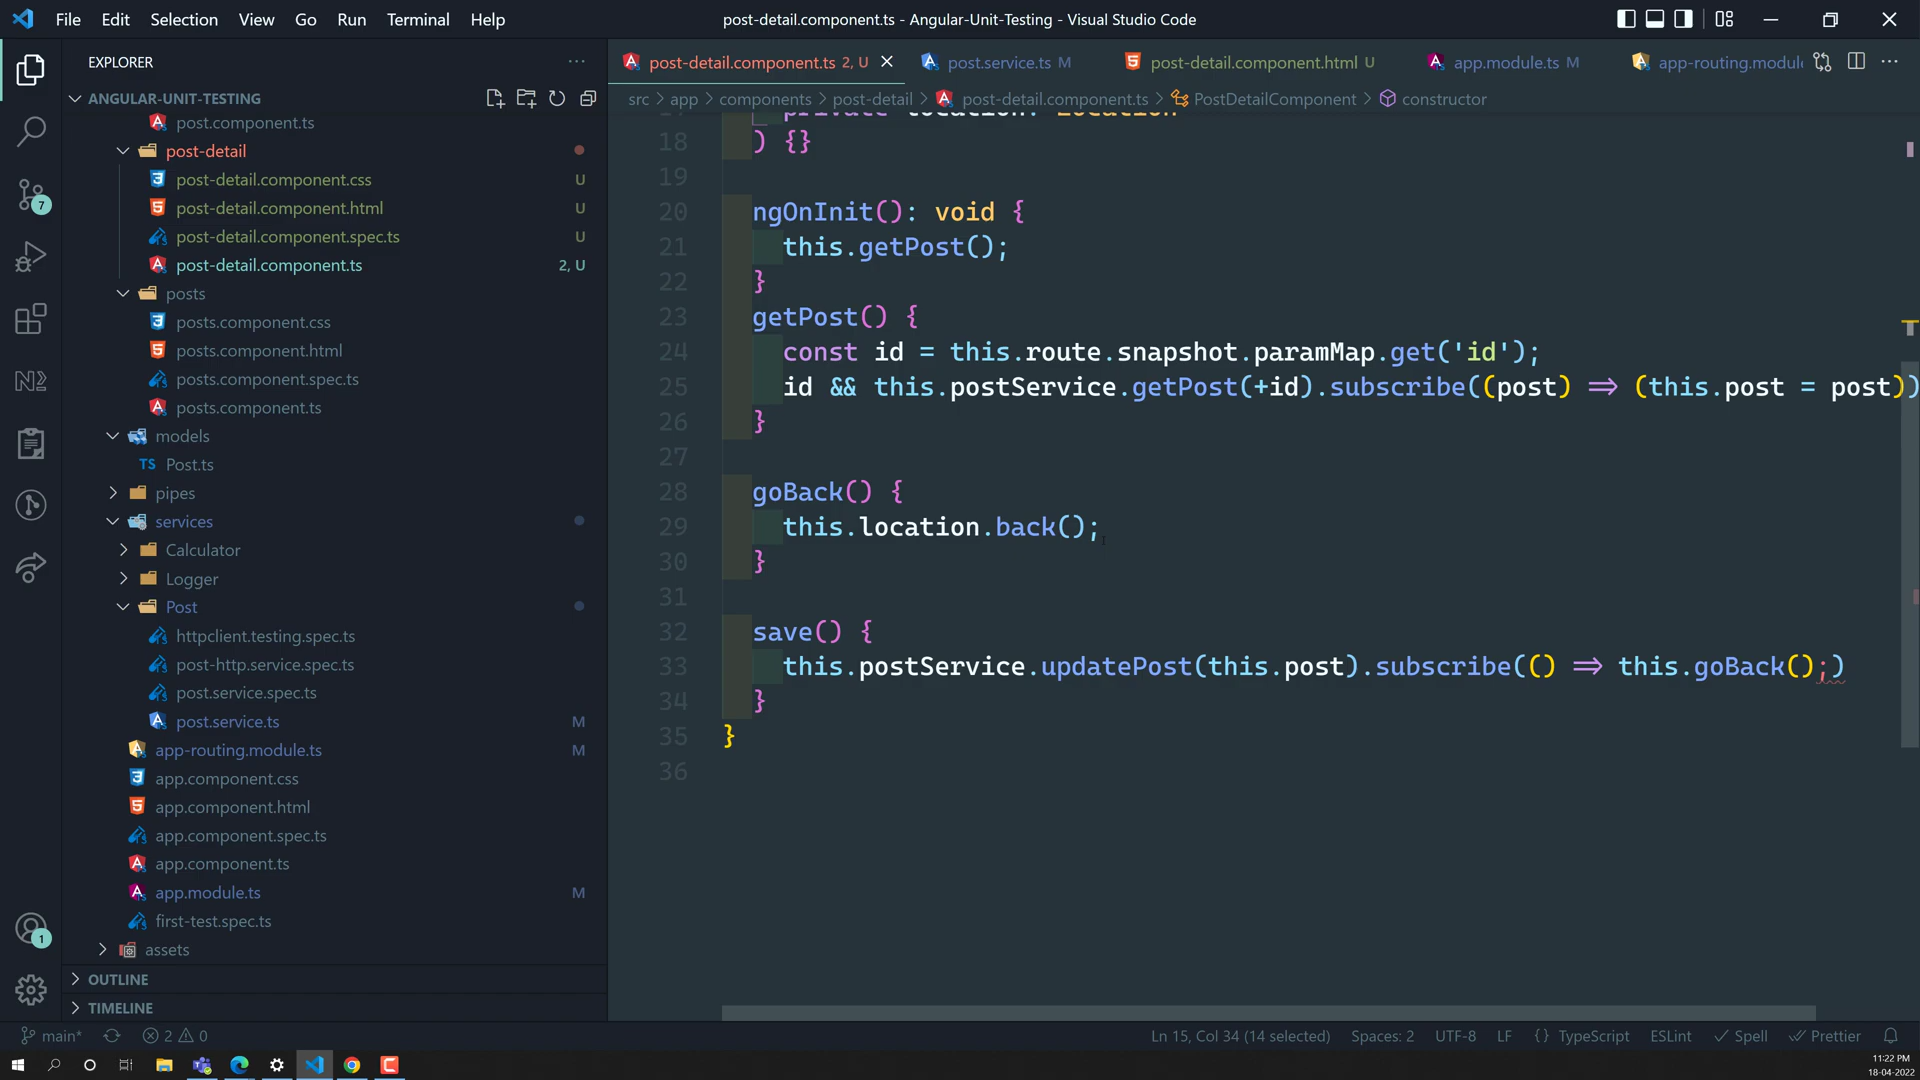 File Edit Selection View Go Run Terminal Help
post-detail.component.ts - Angular-Unit-Testing - Visual Studio Code
EXPLORER
ANGULAR-UNIT-TESTING
post.component.ts
post-detail
post-detail.component.css U
post-detail.component.html U
post-detail.component.spec.ts U
post-detail.component.ts 2, U
posts
posts.component.css
posts.component.html
posts.component.spec.ts
posts.component.ts
models
TS Post.ts
pipes
services
Calculator
Logger
Post
httpclient.testing.spec.ts
post-http.service.spec.ts
post.service.spec.ts
post.service.ts M
app-routing.module.ts M
app.component.css
app.component.html
app.component.spec.ts
app.component.ts
app.module.ts M
first-test.spec.ts
assets
OUTLINE
TIMELINE
7
1
post-detail.component.ts 2, U
post.service.ts M
post-detail.component.html U
app.module.ts M
app-routing.modul
src > app > components > post-detail > post-detail.component.ts > PostDetailComponent > constructor
private location: Location
18 ) {}
19
20 ngOnInit(): void {
21 this.getPost();
22 }
23 getPost() {
24 const id = this.route.snapshot.paramMap.get('id');
25 id && this.postService.getPost(+id).subscribe((post) => (this.post = post))
26 }
27
28 goBack() {
29 this.location.back();
30 }
31
32 save() {
33 this.postService.updatePost(this.post).subscribe(() => this.goBack();)
34 }
35 }
36
main* 2 0
Ln 15, Col 34 (14 selected) Spaces: 2 UTF-8 LF {} TypeScript ESLint Spell Prettier
11:22 PM
18-04-2022